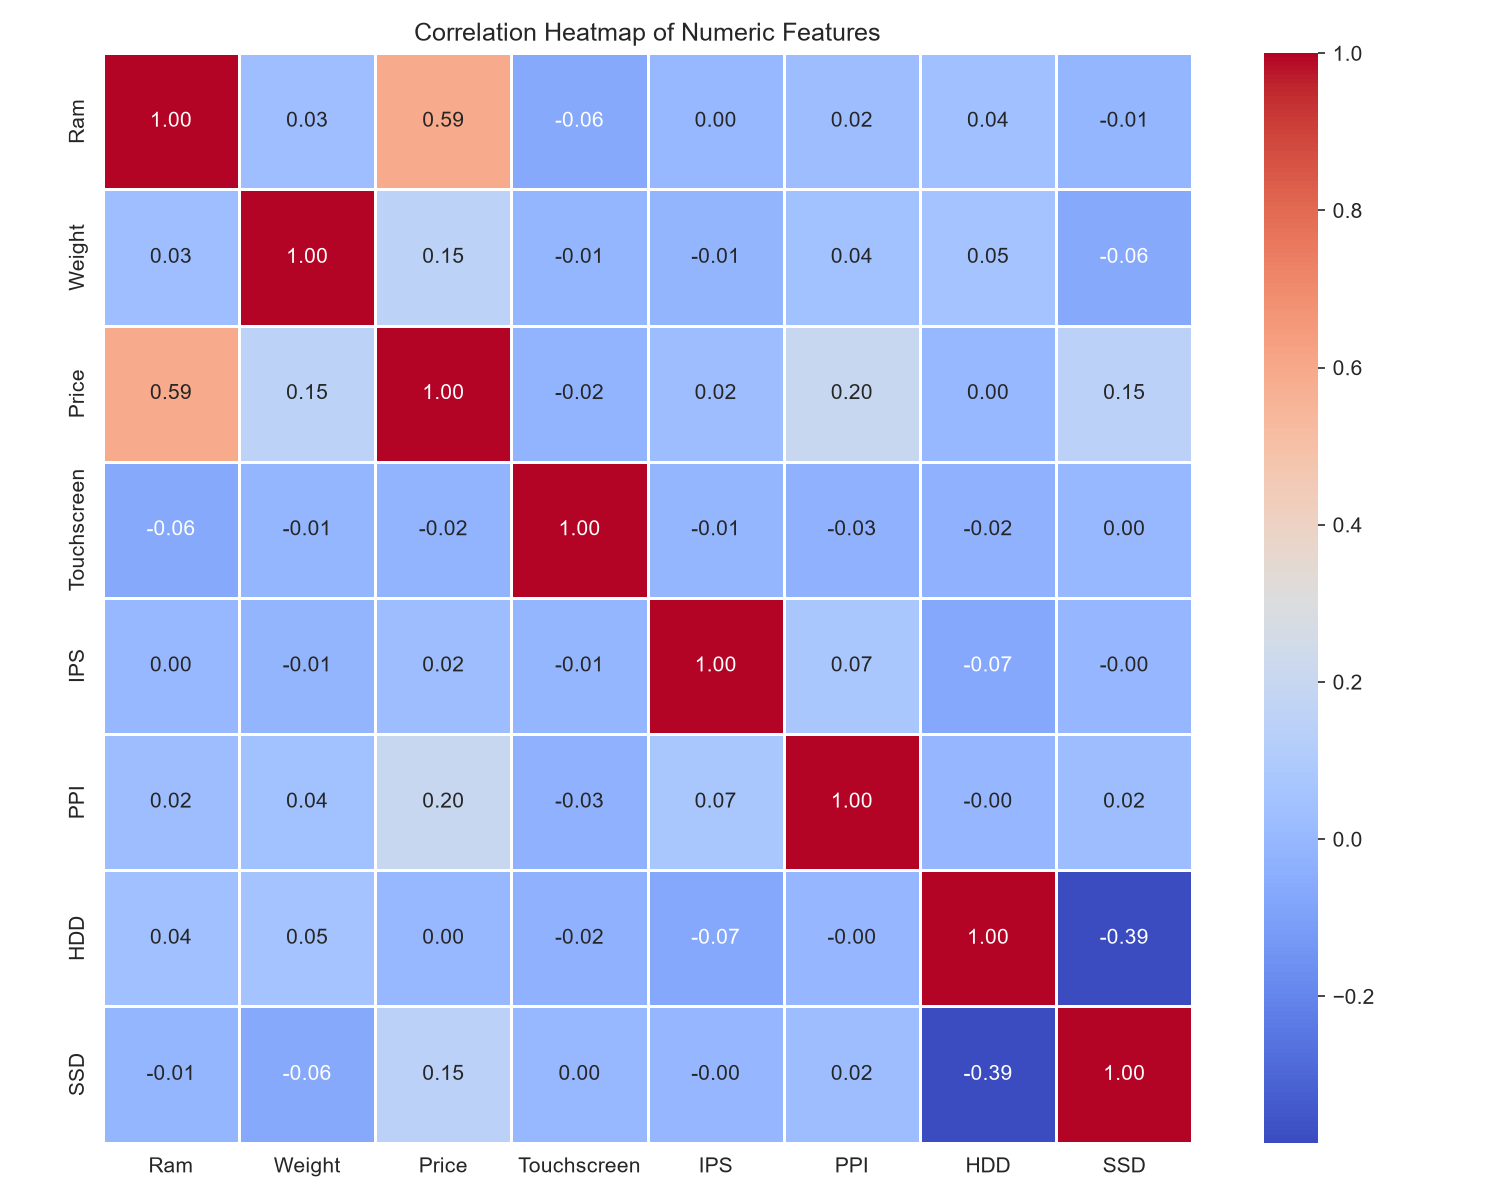 Correlation Heatmap of Numeric Features
Ram 1.00 0.03 0.59 -0.06 0.00 0.02 0.04 -0.01
Weight 0.03 1.00 0.15 -0.01 -0.01 0.04 0.05 -0.06
Price 0.59 0.15 1.00 -0.02 0.02 0.20 0.00 0.15
Touchscreen -0.06 -0.01 -0.02 1.00 -0.01 -0.03 -0.02 0.00
IPS 0.00 -0.01 0.02 -0.01 1.00 0.07 -0.07 -0.00
PPI 0.02 0.04 0.20 -0.03 0.07 1.00 -0.00 0.02
HDD 0.04 0.05 0.00 -0.02 -0.07 -0.00 1.00 -0.39
SSD -0.01 -0.06 0.15 0.00 -0.00 0.02 -0.39 1.00
Ram Weight Price Touchscreen IPS PPI HDD SSD
1.0
0.8
0.6
0.4
0.2
0.0
−0.2